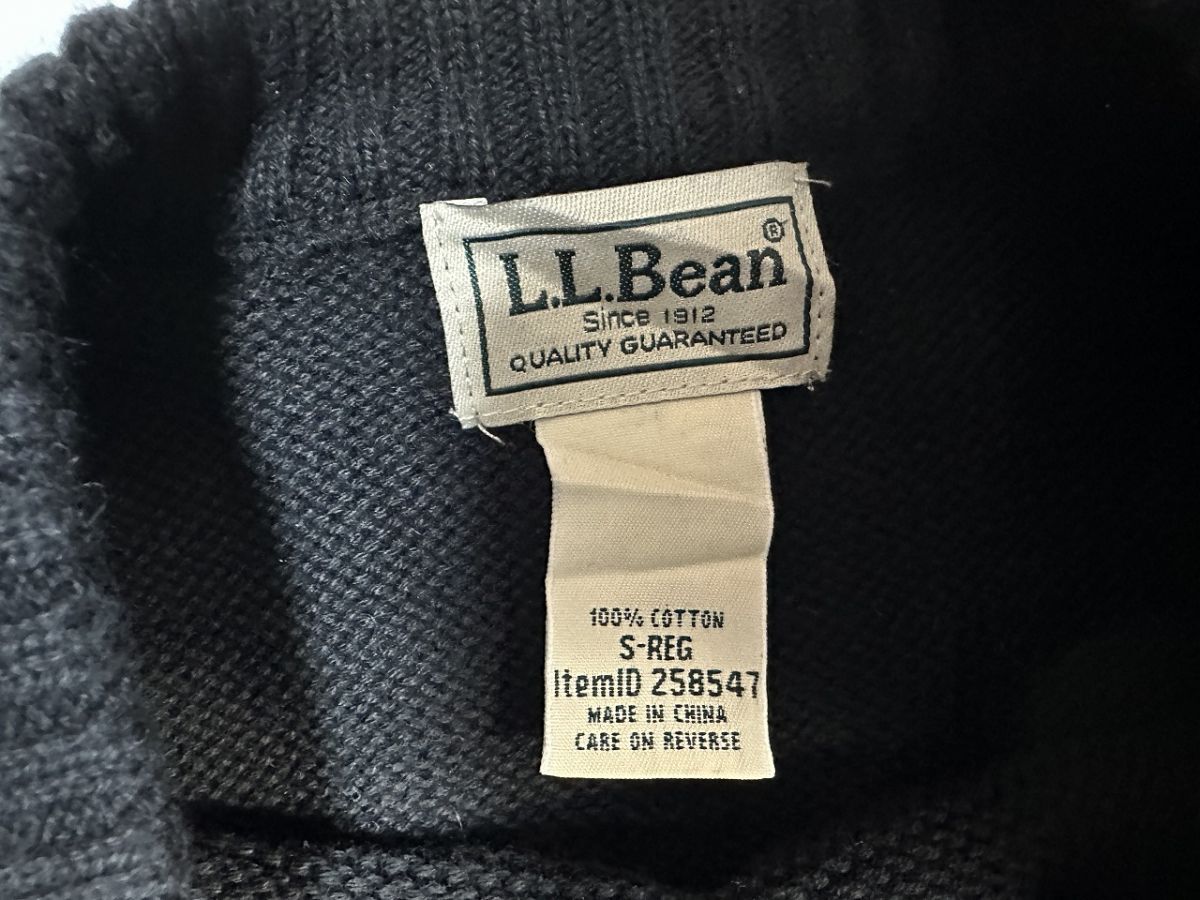 L.L.Bean®
Since 1912
QUALITY GUARANTEED
100% COTTON
S-REG
ItemID 258547
MADE IN CHINA
CARE ON REVERSE